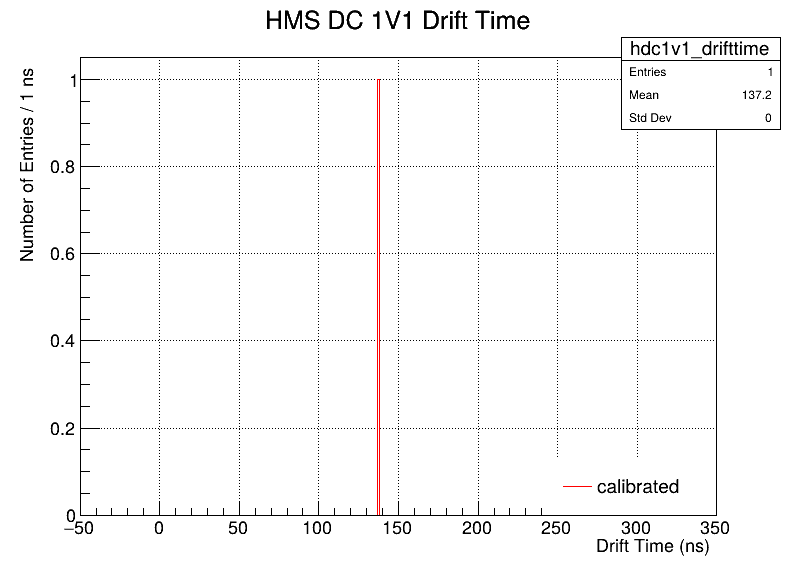 HMS DC 1V1 Drift Time
hdc1v1_drifttime
Entries 1
Mean 137.2
Std Dev 0
Number of Entries / 1 ns
1
0.8
0.6
0.4
0.2
0
calibrated
−50 0 50 100 150 200 250 300 350
Drift Time (ns)